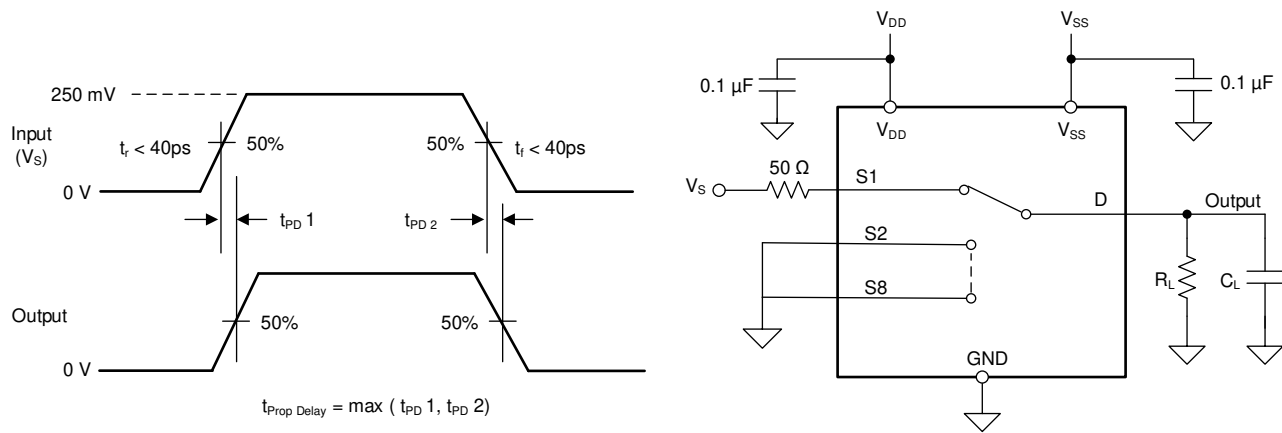 250 mV
Input
(VS)
tr < 40ps
50%
50%
tf < 40ps
0 V
tPD 1
tPD 2
Output
50%
50%
0 V
tProp Delay = max ( tPD 1, tPD 2)
VDD
VSS
0.1 µF
0.1 µF
VDD
VSS
50 Ω
VS
S1
D
Output
S2
S8
RL
CL
GND